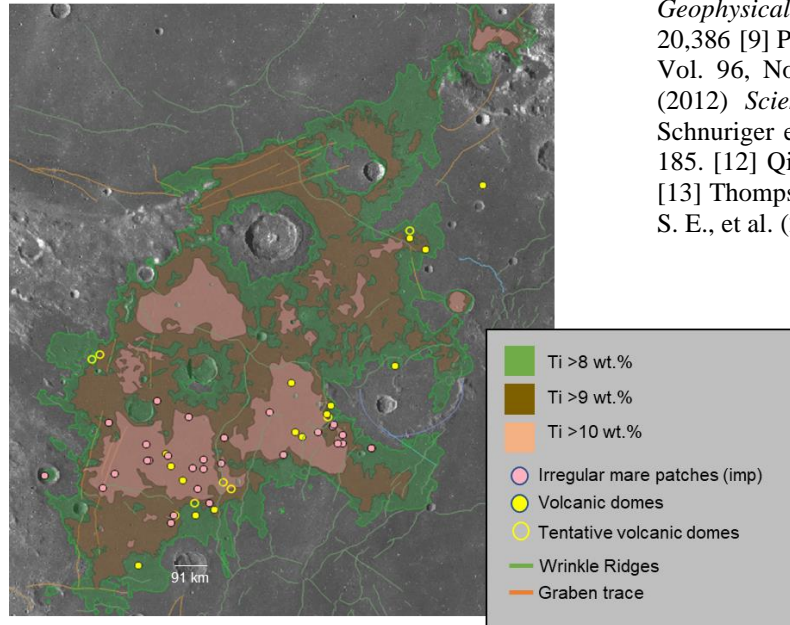 Geophysical
20,386 [9] P
Vol. 96, No
(2012) Scie
Schnuriger e
185. [12] Qi
[13] Thomps
S. E., et al. (
91 km
Ti >8 wt.%
Ti >9 wt.%
Ti >10 wt.%
Irregular mare patches (imp)
Volcanic domes
Tentative volcanic domes
Wrinkle Ridges
Graben trace